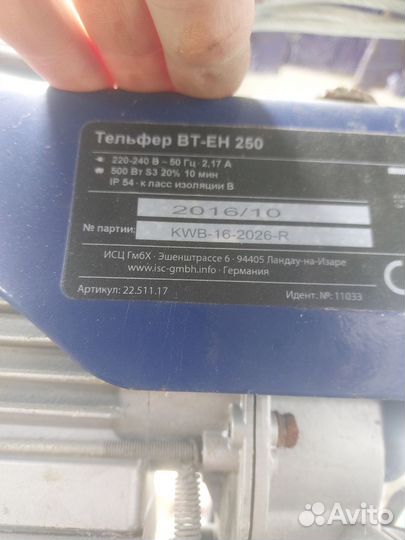 Тельфер BT-EH 250
220-240 В ~ 50 Гц 2,17 А
500 Вт S3 20% 10 мин
IP 54 · к ласс изоляции В
2016/10
№ партии: KWB-16-2026-R
ИСЦ ГмбХ · Эшенштрассе 6 · 94405 Ландау-на-Изаре
www.isc-gmbh.info · Германия
Артикул: 22.511.17 Идент. №: 11033
Avito